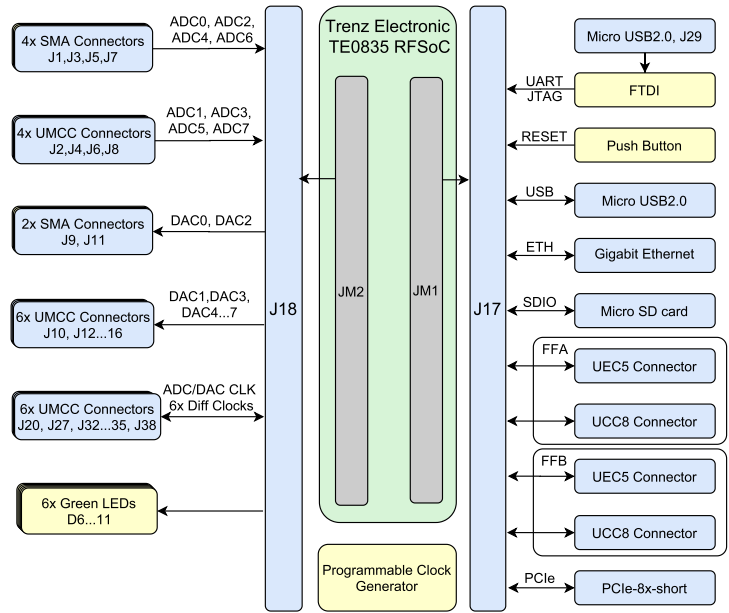 4x SMA Connectors
J1,J3,J5,J7
ADC0, ADC2,
ADC4, ADC6
4x UMCC Connectors
J2,J4,J6,J8
ADC1, ADC3,
ADC5, ADC7
2x SMA Connectors
J9, J11
DAC0, DAC2
6x UMCC Connectors
J10, J12...16
DAC1,DAC3,
DAC4...7
6x UMCC Connectors
J20, J27, J32...35, J38
ADC/DAC CLK
6x Diff Clocks
6x Green LEDs
D6...11
J18
Trenz Electronic
TE0835 RFSoC
JM2
JM1
Programmable Clock
Generator
J17
Micro USB2.0, J29
UART
JTAG
FTDI
RESET
Push Button
USB
Micro USB2.0
ETH
Gigabit Ethernet
SDIO
Micro SD card
FFA
UEC5 Connector
UCC8 Connector
FFB
UEC5 Connector
UCC8 Connector
PCIe
PCIe-8x-short